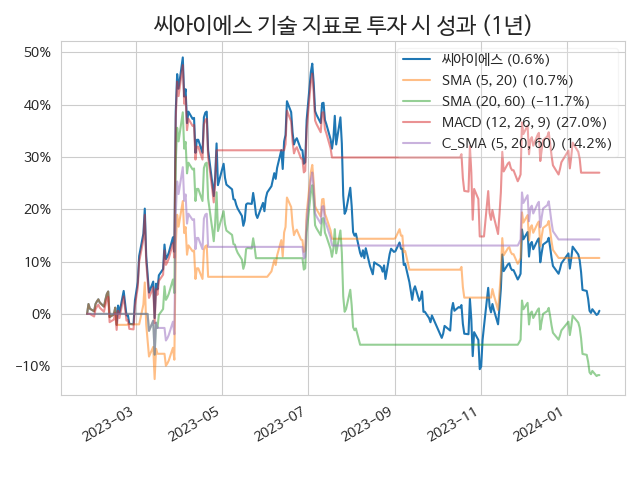 씨아이에스 기술 지표로 투자 시 성과 (1년)
씨아이에스 (0.6%)
SMA (5, 20) (10.7%)
SMA (20, 60) (−11.7%)
MACD (12, 26, 9) (27.0%)
C_SMA (5, 20, 60) (14.2%)
50%
40%
30%
20%
10%
0%
−10%
2023−03
2023−05
2023−07
2023−09
2023−11
2024−01